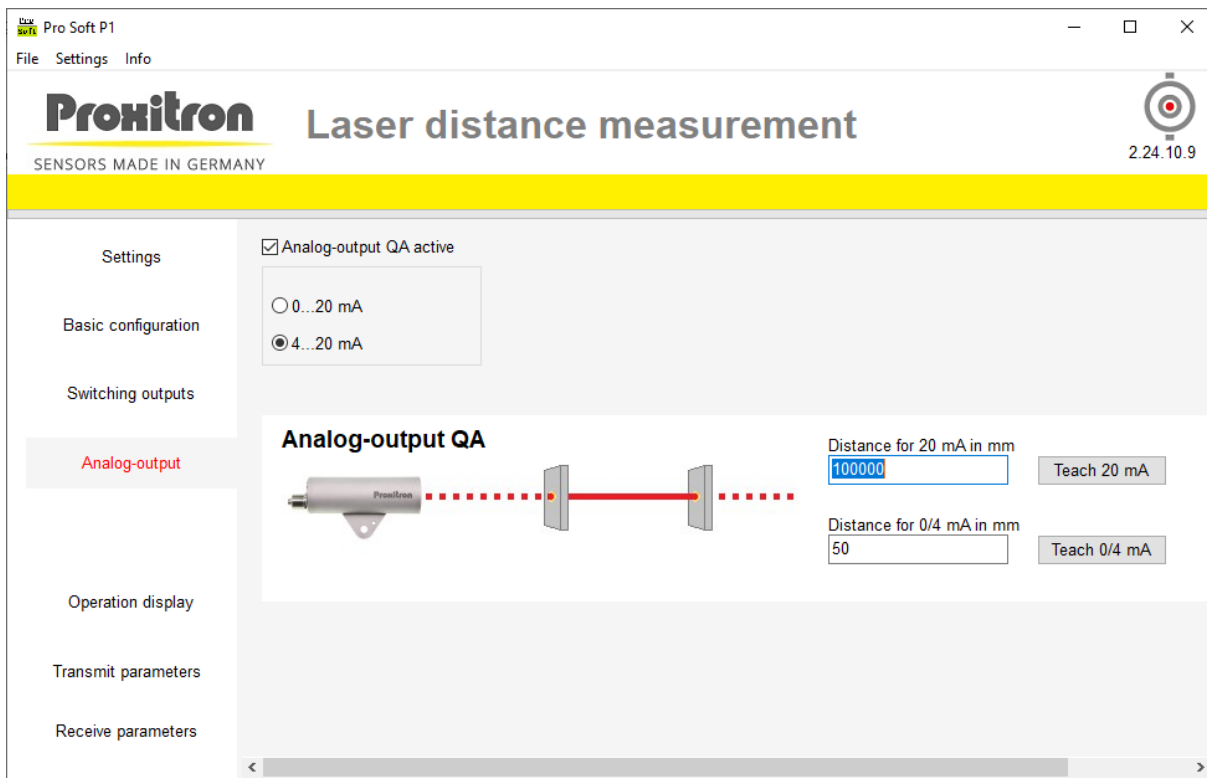 Pro Soft P1
File Settings Info
Proxitron
SENSORS MADE IN GERMANY
Laser distance measurement
2.24.10.9
Settings
Basic configuration
Switching outputs
Analog-output
Operation display
Transmit parameters
Receive parameters
Analog-output QA active
0...20 mA
4...20 mA
Analog-output QA
Proxitron
Distance for 20 mA in mm
100000 Teach 20 mA
Distance for 0/4 mA in mm
50 Teach 0/4 mA